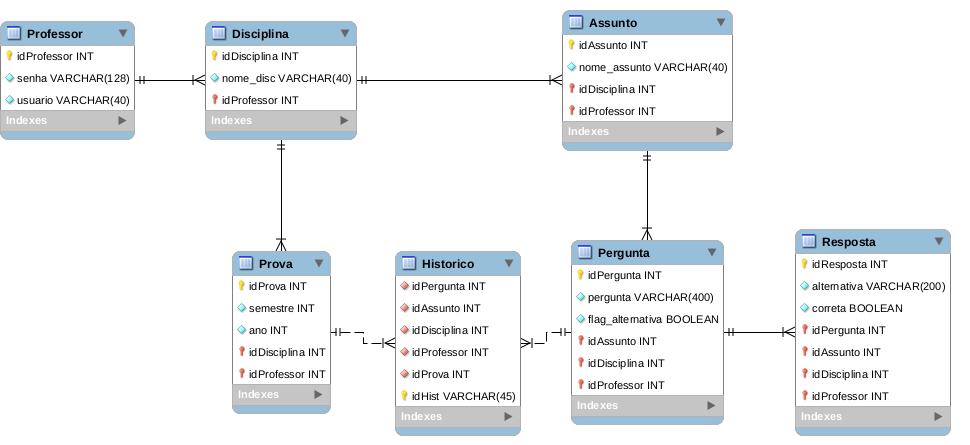 Professor
idProfessor INT
senha VARCHAR(128)
usuario VARCHAR(40)
Indexes
Disciplina
idDisciplina INT
nome_disc VARCHAR(40)
idProfessor INT
Indexes
Assunto
idAssunto INT
nome_assunto VARCHAR(40)
idDisciplina INT
idProfessor INT
Indexes
Prova
idProva INT
semestre INT
ano INT
idDisciplina INT
idProfessor INT
Indexes
Historico
idPergunta INT
idAssunto INT
idDisciplina INT
idProfessor INT
idProva INT
idHist VARCHAR(45)
Indexes
Pergunta
idPergunta INT
pergunta VARCHAR(400)
flag_alternativa BOOLEAN
idAssunto INT
idDisciplina INT
idProfessor INT
Indexes
Resposta
idResposta INT
alternativa VARCHAR(200)
correta BOOLEAN
idPergunta INT
idAssunto INT
idDisciplina INT
idProfessor INT
Indexes